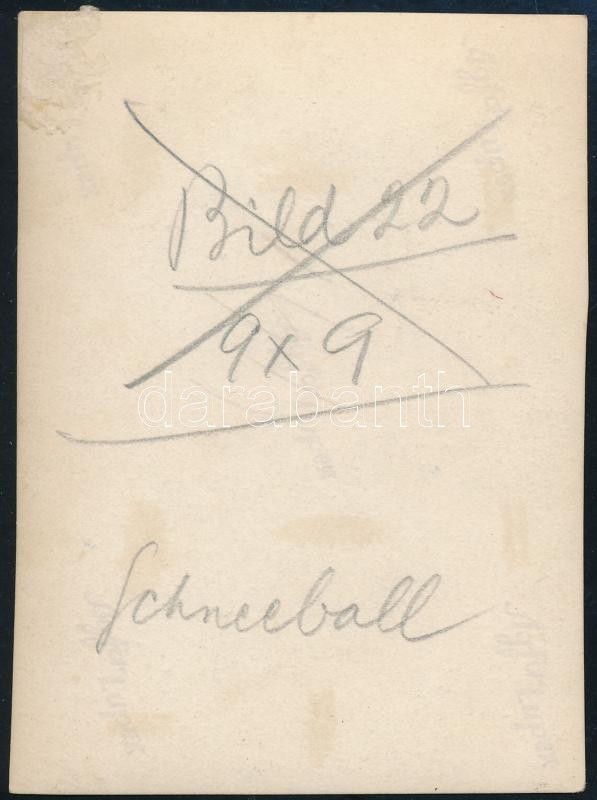 Bild 22
9x9
darabanth
Schneeball